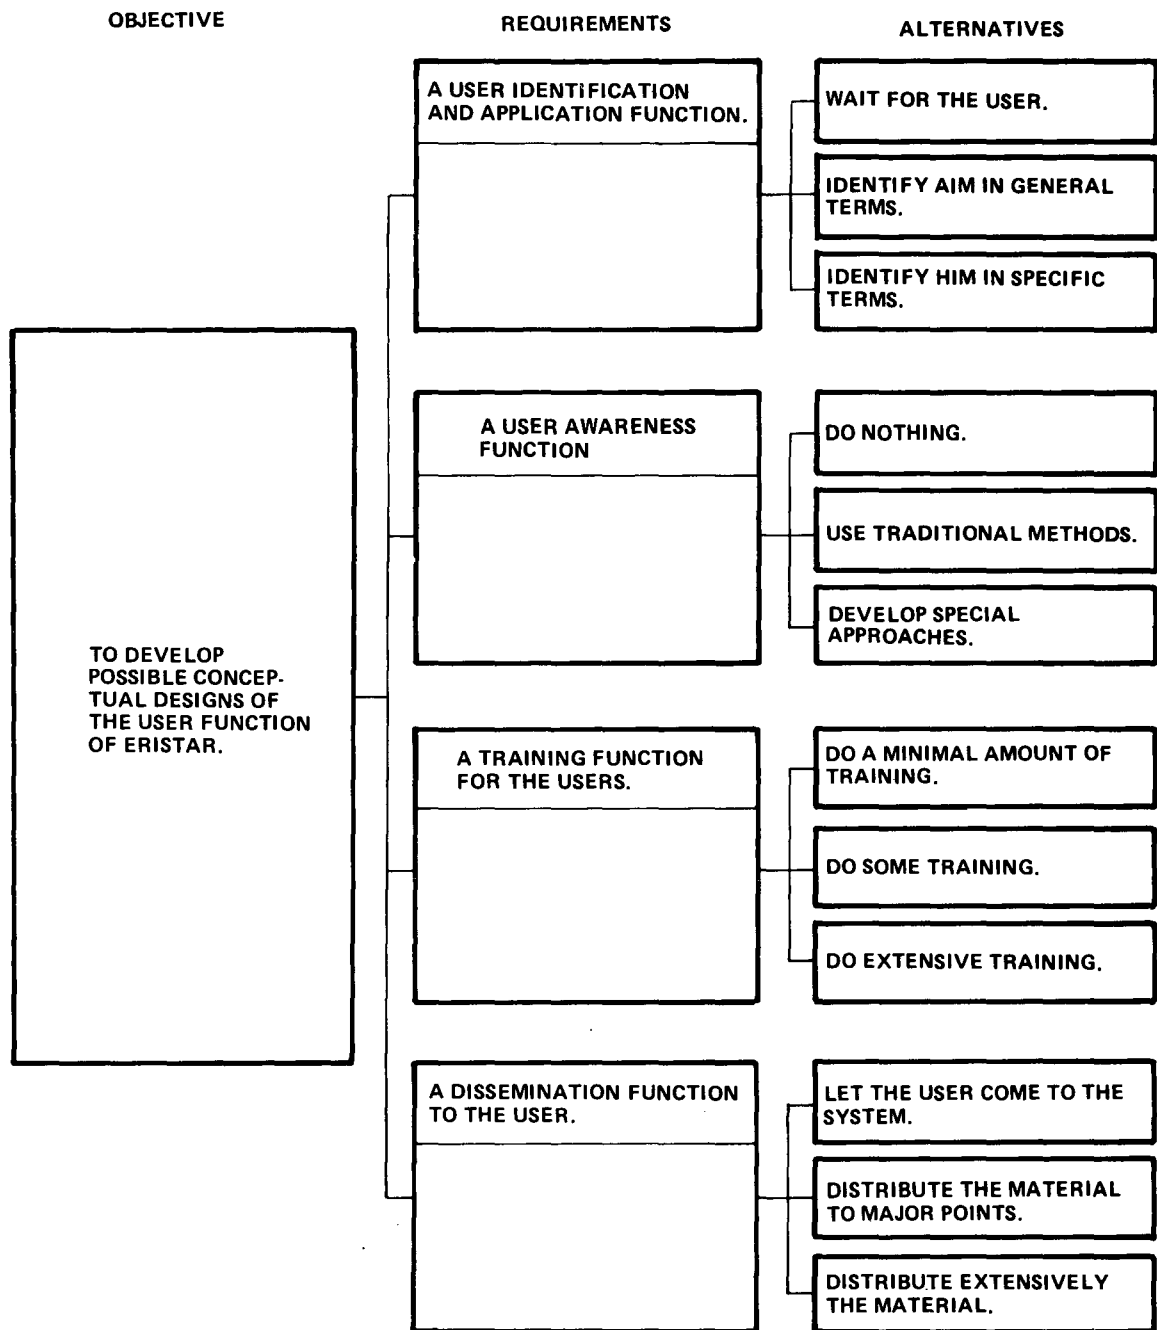 OBJECTIVE
REQUIREMENTS
ALTERNATIVES
A USER IDENTIFICATION
AND APPLICATION FUNCTION.
WAIT FOR THE USER.
IDENTIFY AIM IN GENERAL
TERMS.
IDENTIFY HIM IN SPECIFIC
TERMS.
TO DEVELOP
POSSIBLE CONCEP-
TUAL DESIGNS OF
THE USER FUNCTION
OF ERISTAR.
A USER AWARENESS
FUNCTION
DO NOTHING.
USE TRADITIONAL METHODS.
DEVELOP SPECIAL
APPROACHES.
A TRAINING FUNCTION
FOR THE USERS.
DO A MINIMAL AMOUNT OF
TRAINING.
DO SOME TRAINING.
DO EXTENSIVE TRAINING.
A DISSEMINATION FUNCTION
TO THE USER.
LET THE USER COME TO THE
SYSTEM.
DISTRIBUTE THE MATERIAL
TO MAJOR POINTS.
DISTRIBUTE EXTENSIVELY
THE MATERIAL.